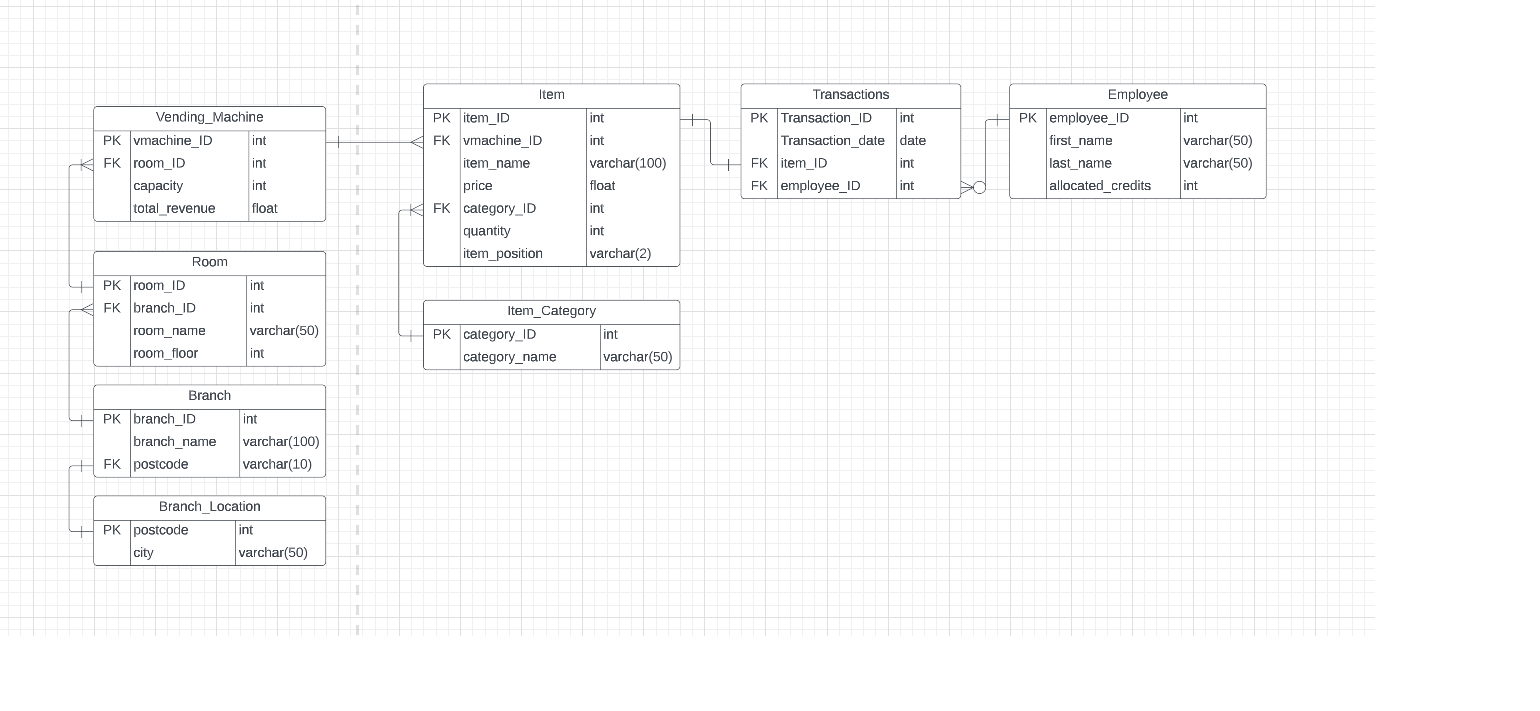 Vending_Machine
PK vmachine_ID int
FK room_ID int
capacity int
total_revenue float
Room
PK room_ID int
FK branch_ID int
room_name varchar(50)
room_floor int
Branch
PK branch_ID int
branch_name varchar(100)
FK postcode varchar(10)
Branch_Location
PK postcode int
city varchar(50)
Item
PK item_ID int
FK vmachine_ID int
item_name varchar(100)
price float
FK category_ID int
quantity int
item_position varchar(2)
Item_Category
PK category_ID int
category_name varchar(50)
Transactions
PK Transaction_ID int
Transaction_date date
FK item_ID int
FK employee_ID int
Employee
PK employee_ID int
first_name varchar(50)
last_name varchar(50)
allocated_credits int